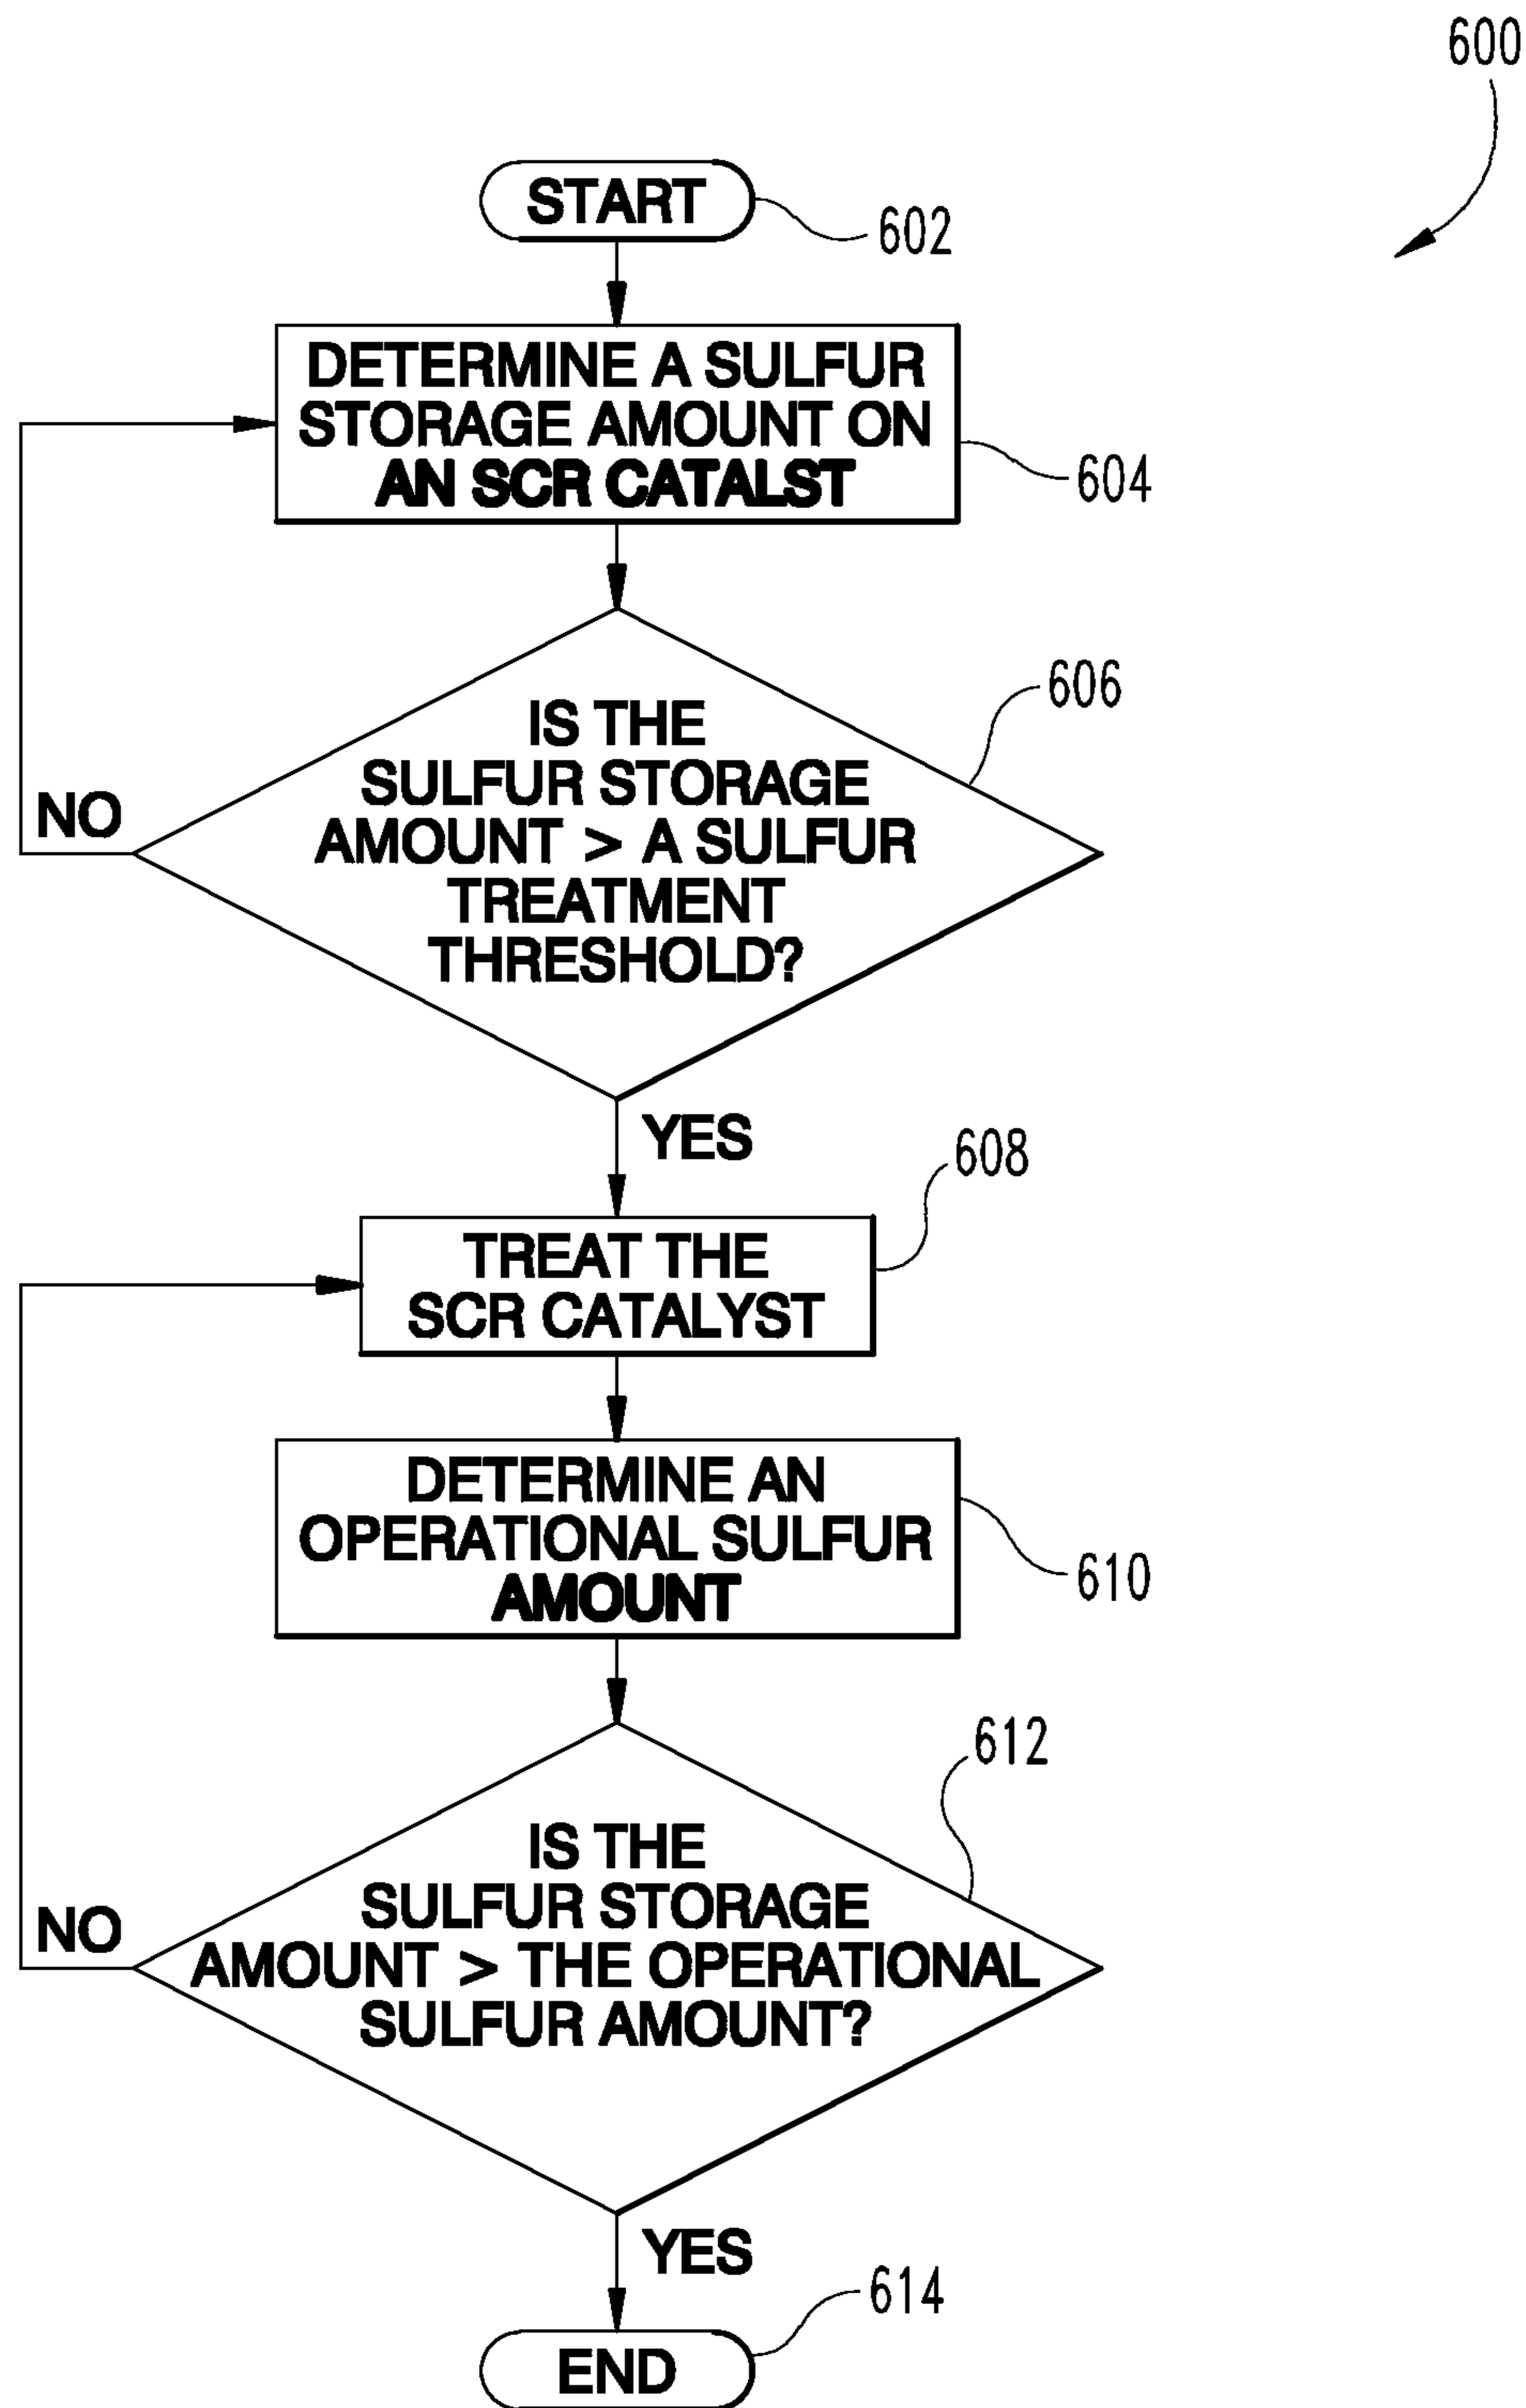 600
START
602
DETERMINE A SULFUR
STORAGE AMOUNT ON
AN SCR CATALST
604
606
IS THE
SULFUR STORAGE
AMOUNT > A SULFUR
TREATMENT
THRESHOLD?
NO
YES
608
TREAT THE
SCR CATALYST
DETERMINE AN
OPERATIONAL SULFUR
AMOUNT
610
612
IS THE
SULFUR STORAGE
AMOUNT > THE OPERATIONAL
SULFUR AMOUNT?
NO
YES
614
END